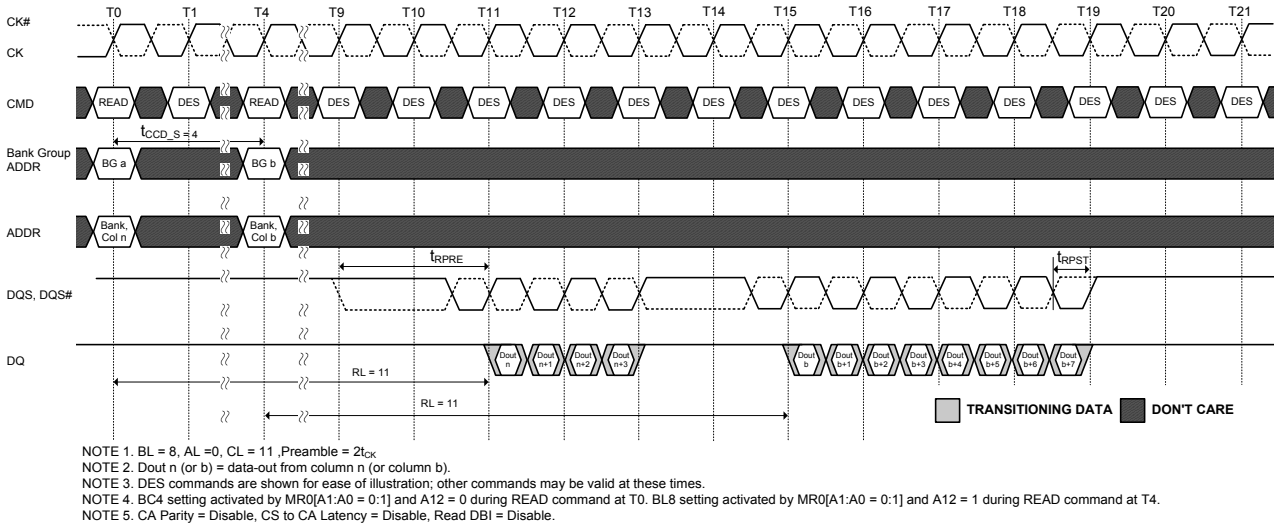 T0 T1 T4 T9 T10 T11 T12 T13 T14 T15 T16 T17 T18 T19 T20 T21
CK#
CK
CMD READ DES READ DES DES DES DES DES DES DES DES DES DES DES DES DES
tCCD_S = 4
Bank Group
ADDR
BG a BG b
ADDR
Bank, Col n
Bank, Col b
tRPRE tRPST
DQS, DQS#
DQ
Dout n
Dout n+1
Dout n+2
Dout n+3
Dout b
Dout b+1
Dout b+2
Dout b+3
Dout b+4
Dout b+5
Dout b+6
Dout b+7
RL = 11
RL = 11
TRANSITIONING DATA DON'T CARE
NOTE 1. BL = 8, AL =0, CL = 11 ,Preamble = 2tCK
NOTE 2. Dout n (or b) = data-out from column n (or column b).
NOTE 3. DES commands are shown for ease of illustration; other commands may be valid at these times.
NOTE 4. BC4 setting activated by MR0[A1:A0 = 0:1] and A12 = 0 during READ command at T0. BL8 setting activated by MR0[A1:A0 = 0:1] and A12 = 1 during READ command at T4.
NOTE 5. CA Parity = Disable, CS to CA Latency = Disable, Read DBI = Disable.